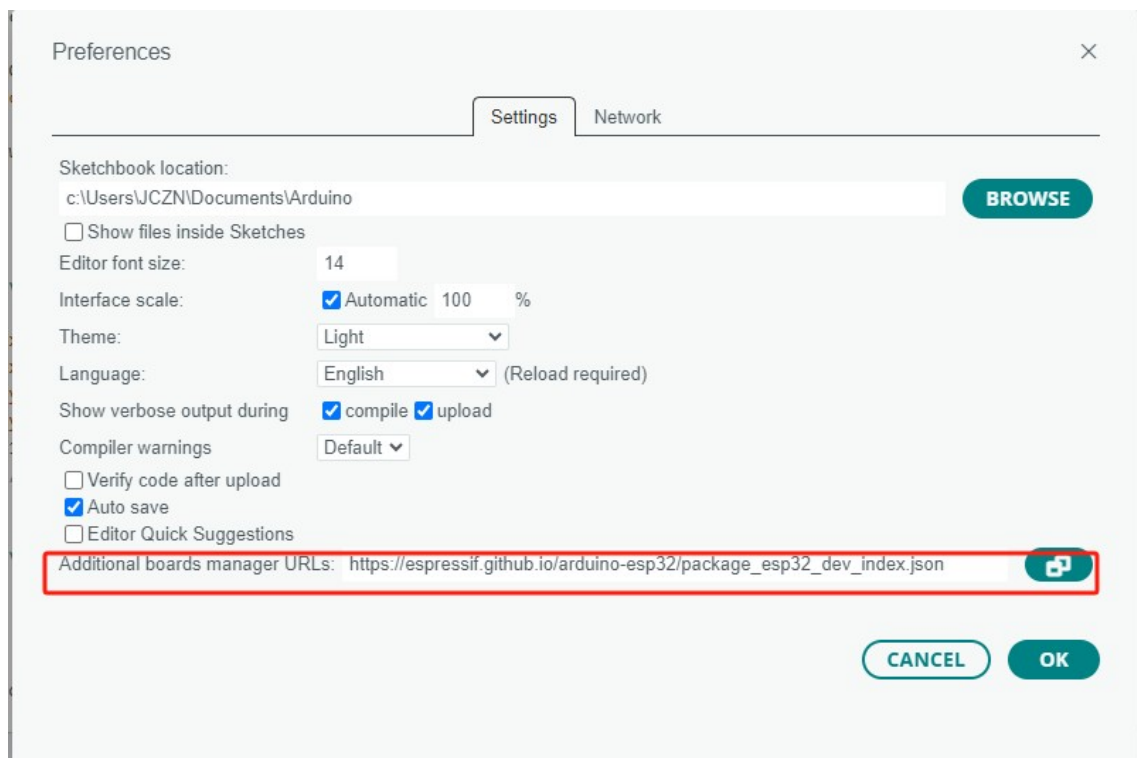 Preferences
Settings Network
Sketchbook location:
c:\Users\JCZN\Documents\Arduino BROWSE
Show files inside Sketches
Editor font size: 14
Interface scale: Automatic 100 %
Theme: Light
Language: English (Reload required)
Show verbose output during compile upload
Compiler warnings Default
Verify code after upload
Auto save
Editor Quick Suggestions
Additional boards manager URLs: https://espressif.github.io/arduino-esp32/package_esp32_dev_index.json
CANCEL OK